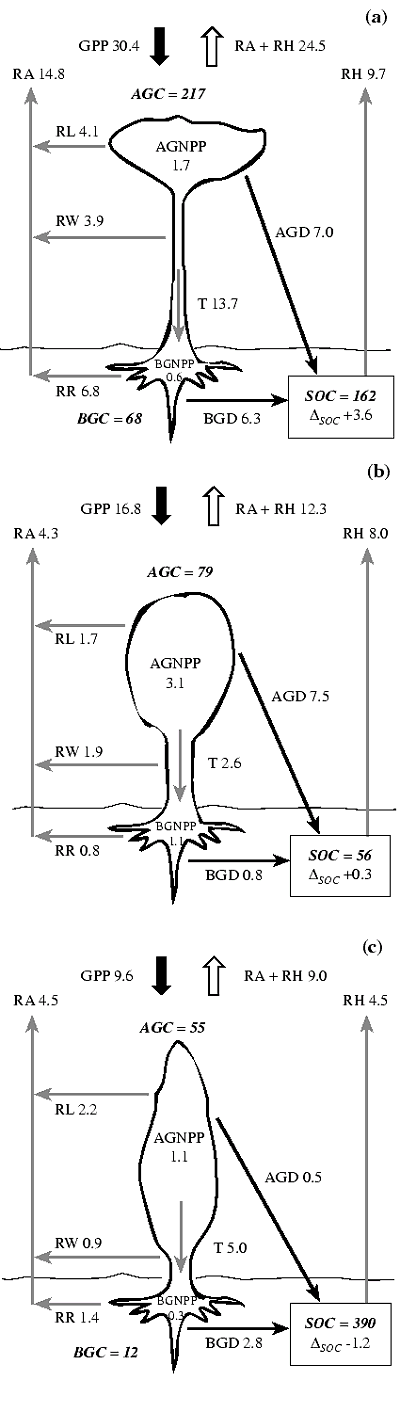 (a)
GPP 30.4
RA + RH 24.5
RA 14.8
RH 9.7
AGC = 217
RL 4.1
AGNPP
1.7
RW 3.9
AGD 7.0
T 13.7
BGNPP
0.6
RR 6.8
BGC = 68
BGD 6.3
SOC = 162
ΔSOC +3.6
(b)
GPP 16.8
RA + RH 12.3
RA 4.3
RH 8.0
AGC = 79
RL 1.7
AGNPP
3.1
AGD 7.5
RW 1.9
T 2.6
BGNPP
1.1
RR 0.8
BGD 0.8
SOC = 56
ΔSOC +0.3
(c)
GPP 9.6
RA + RH 9.0
RA 4.5
RH 4.5
AGC = 55
RL 2.2
AGNPP
1.1
AGD 0.5
RW 0.9
T 5.0
BGNPP
0.3
RR 1.4
BGC = 12
BGD 2.8
SOC = 390
ΔSOC -1.2